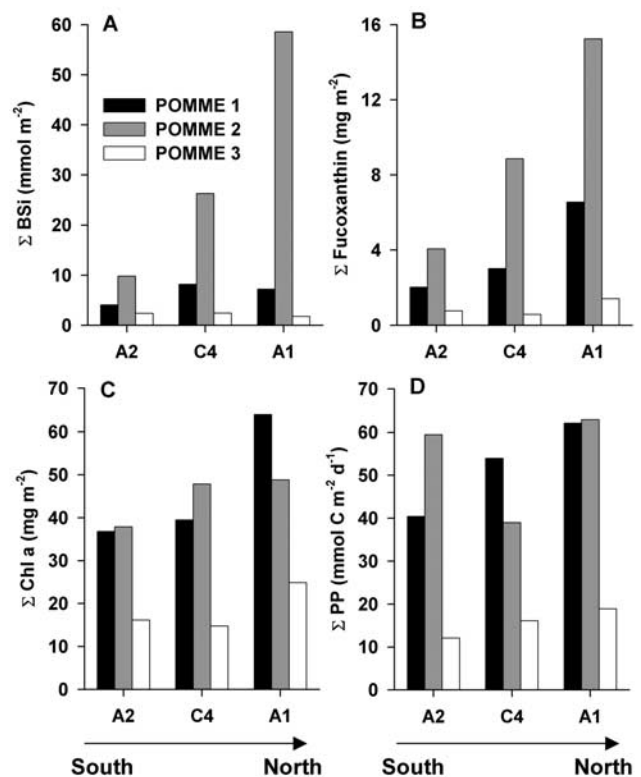 A
Σ BSi (mmol m-2)
60
50
40
30
20
10
0
POMME 1
POMME 2
POMME 3
A2 C4 A1
B
Σ Fucoxanthin (mg m-2)
16
12
8
4
0
A2 C4 A1
C
Σ Chl a (mg m-2)
70
60
50
40
30
20
10
0
A2 C4 A1
South North
D
Σ PP (mmol C m-2 d-1)
70
60
50
40
30
20
10
0
A2 C4 A1
South North